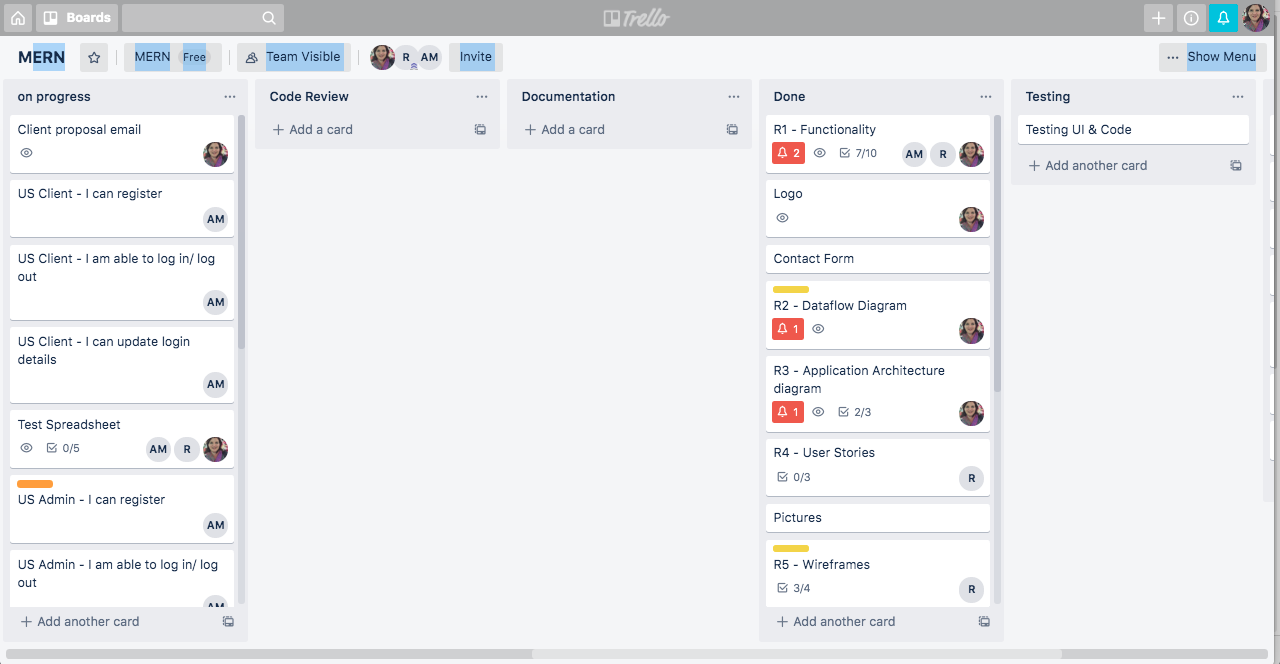 Boards
Trello
MERN
MERN Free
Team Visible
R AM
Invite
... Show Menu
on progress ...
Client proposal email
US Client - I can register
AM
US Client - I am able to log in/ log
out
AM
US Client - I can update login
details
AM
Test Spreadsheet
0/5 AM R
US Admin - I can register
AM
US Admin - I am able to log in/ log
out
AM
+ Add another card
Code Review ...
+ Add a card
Documentation ...
+ Add a card
Done ...
R1 - Functionality
2 7/10 AM R
Logo
Contact Form
R2 - Dataflow Diagram
1
R3 - Application Architecture
diagram
1 2/3
R4 - User Stories
0/3 R
Pictures
R5 - Wireframes
3/4 R
+ Add another card
Testing ...
Testing UI & Code
+ Add another card